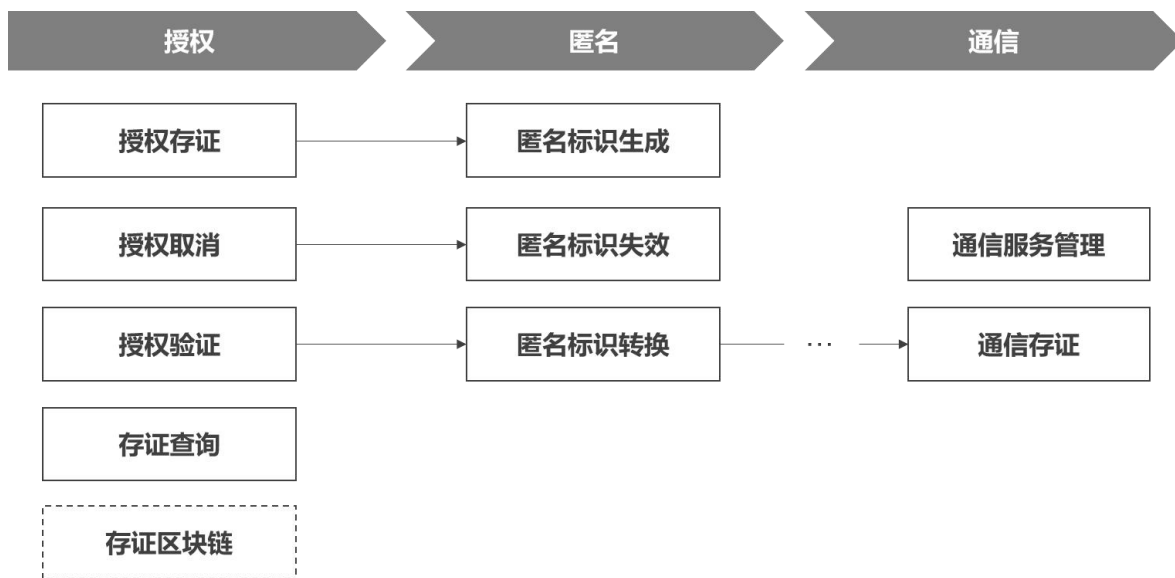 授权
匿名
通信
授权存证
匿名标识生成
授权取消
匿名标识失效
通信服务管理
授权验证
匿名标识转换
...
通信存证
存证查询
存证区块链